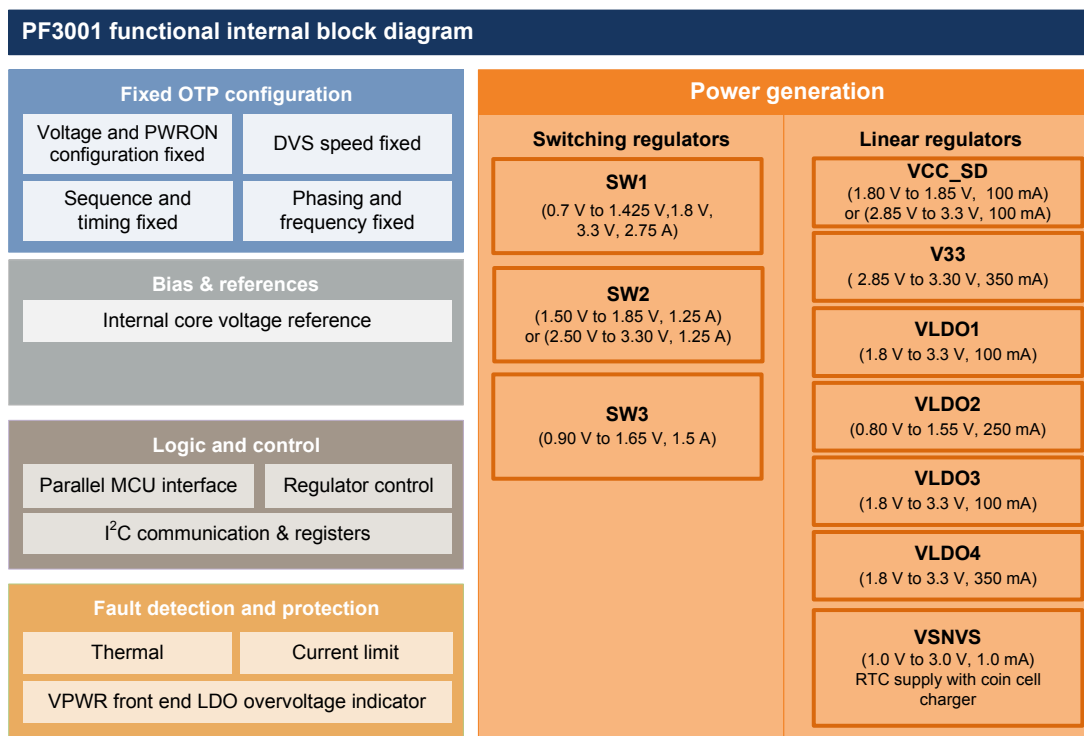 PF3001 functional internal block diagram
Fixed OTP configuration
Voltage and PWRON
configuration fixed
DVS speed fixed
Sequence and
timing fixed
Phasing and
frequency fixed
Bias & references
Internal core voltage reference
Logic and control
Parallel MCU interface
Regulator control
I²C communication & registers
Fault detection and protection
Thermal
Current limit
VPWR front end LDO overvoltage indicator
Power generation
Switching regulators
SW1
(0.7 V to 1.425 V,1.8 V,
3.3 V, 2.75 A)
SW2
(1.50 V to 1.85 V, 1.25 A)
or (2.50 V to 3.30 V, 1.25 A)
SW3
(0.90 V to 1.65 V, 1.5 A)
Linear regulators
VCC_SD
(1.80 V to 1.85 V, 100 mA)
or (2.85 V to 3.3 V, 100 mA)
V33
( 2.85 V to 3.30 V, 350 mA)
VLDO1
(1.8 V to 3.3 V, 100 mA)
VLDO2
(0.80 V to 1.55 V, 250 mA)
VLDO3
(1.8 V to 3.3 V, 100 mA)
VLDO4
(1.8 V to 3.3 V, 350 mA)
VSNVS
(1.0 V to 3.0 V, 1.0 mA)
RTC supply with coin cell
charger